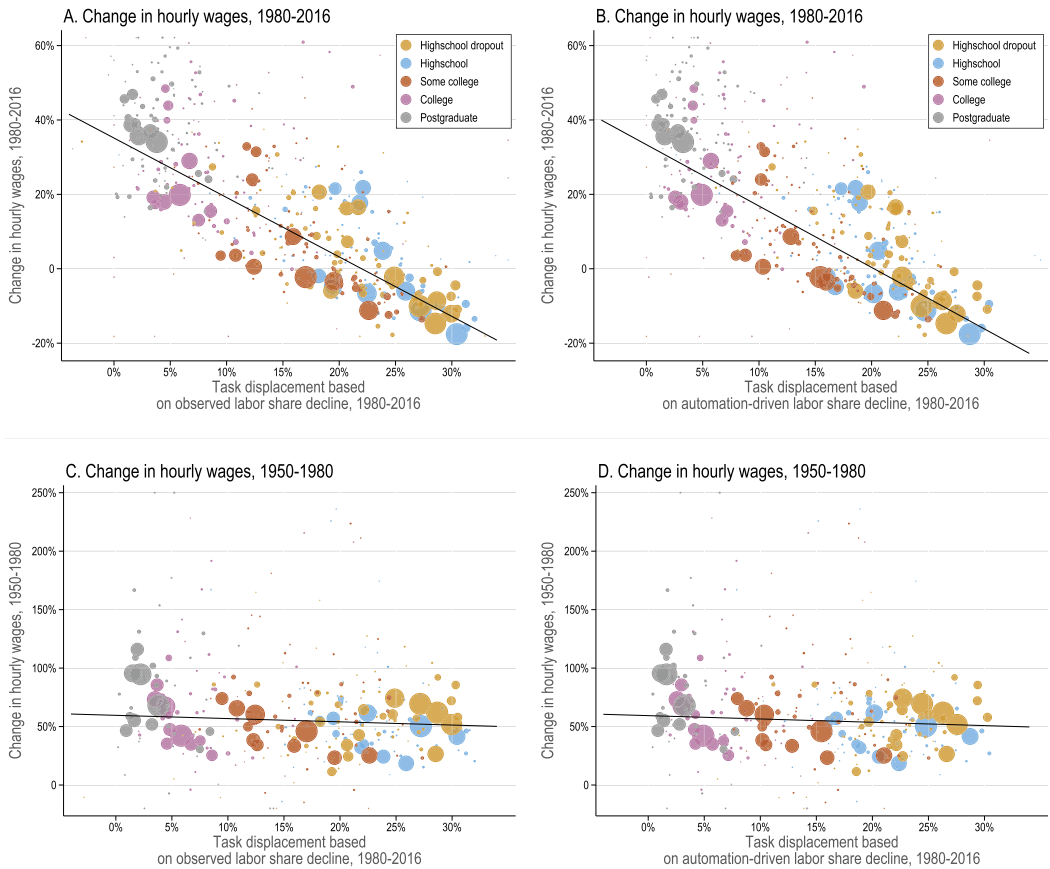 A. Change in hourly wages, 1980-2016
Change in hourly wages, 1980-2016
60%
40%
20%
0
-20%
Highschool dropout
Highschool
Some college
College
Postgraduate
0%
5%
10%
15%
20%
25%
30%
Task displacement based
on observed labor share decline, 1980-2016
B. Change in hourly wages, 1980-2016
Change in hourly wages, 1980-2016
60%
40%
20%
0
-20%
Highschool dropout
Highschool
Some college
College
Postgraduate
0%
5%
10%
15%
20%
25%
30%
Task displacement based
on automation-driven labor share decline, 1980-2016
C. Change in hourly wages, 1950-1980
Change in hourly wages, 1950-1980
250%
200%
150%
100%
50%
0
0%
5%
10%
15%
20%
25%
30%
Task displacement based
on observed labor share decline, 1980-2016
D. Change in hourly wages, 1950-1980
Change in hourly wages, 1950-1980
250%
200%
150%
100%
50%
0
0%
5%
10%
15%
20%
25%
30%
Task displacement based
on automation-driven labor share decline, 1980-2016